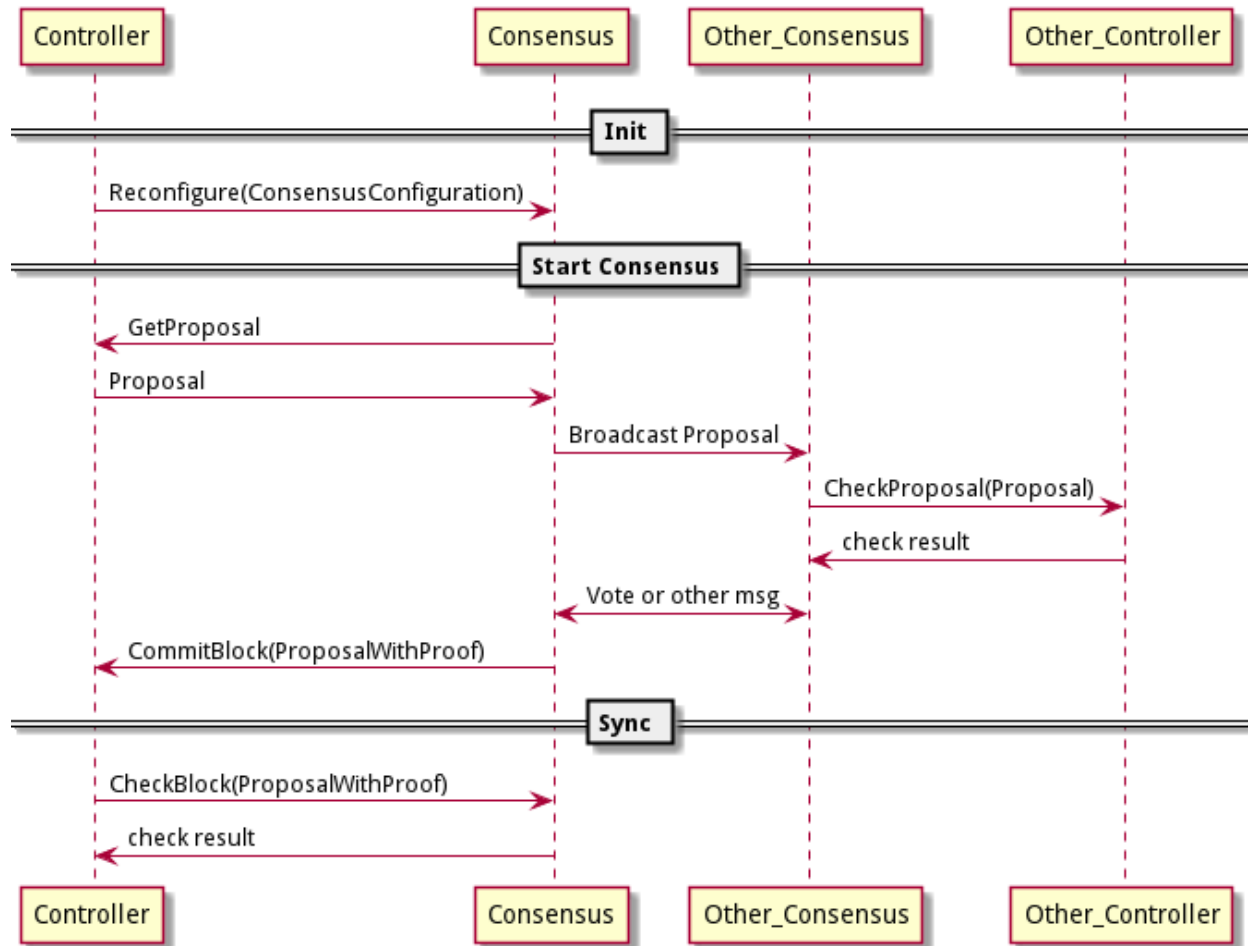 Controller Consensus Other_Consensus Other_Controller
Init
Reconfigure(ConsensusConfiguration)
Start Consensus
GetProposal
Proposal
Broadcast Proposal
CheckProposal(Proposal)
check result
Vote or other msg
CommitBlock(ProposalWithProof)
Sync
CheckBlock(ProposalWithProof)
check result
Controller Consensus Other_Consensus Other_Controller